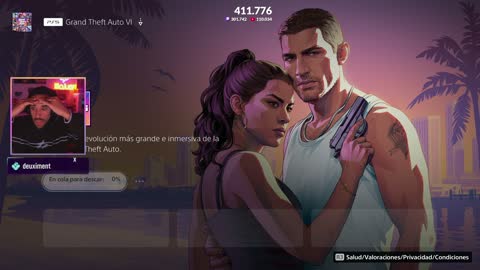 411.776
301.742 110.034
PS5 Grand Theft Auto VI
evolución más grande e inmersiva de la
Theft Auto.
deuximent
X
En cola para descar. 0%
Salud/Valoraciones/Privacidad/Condiciones